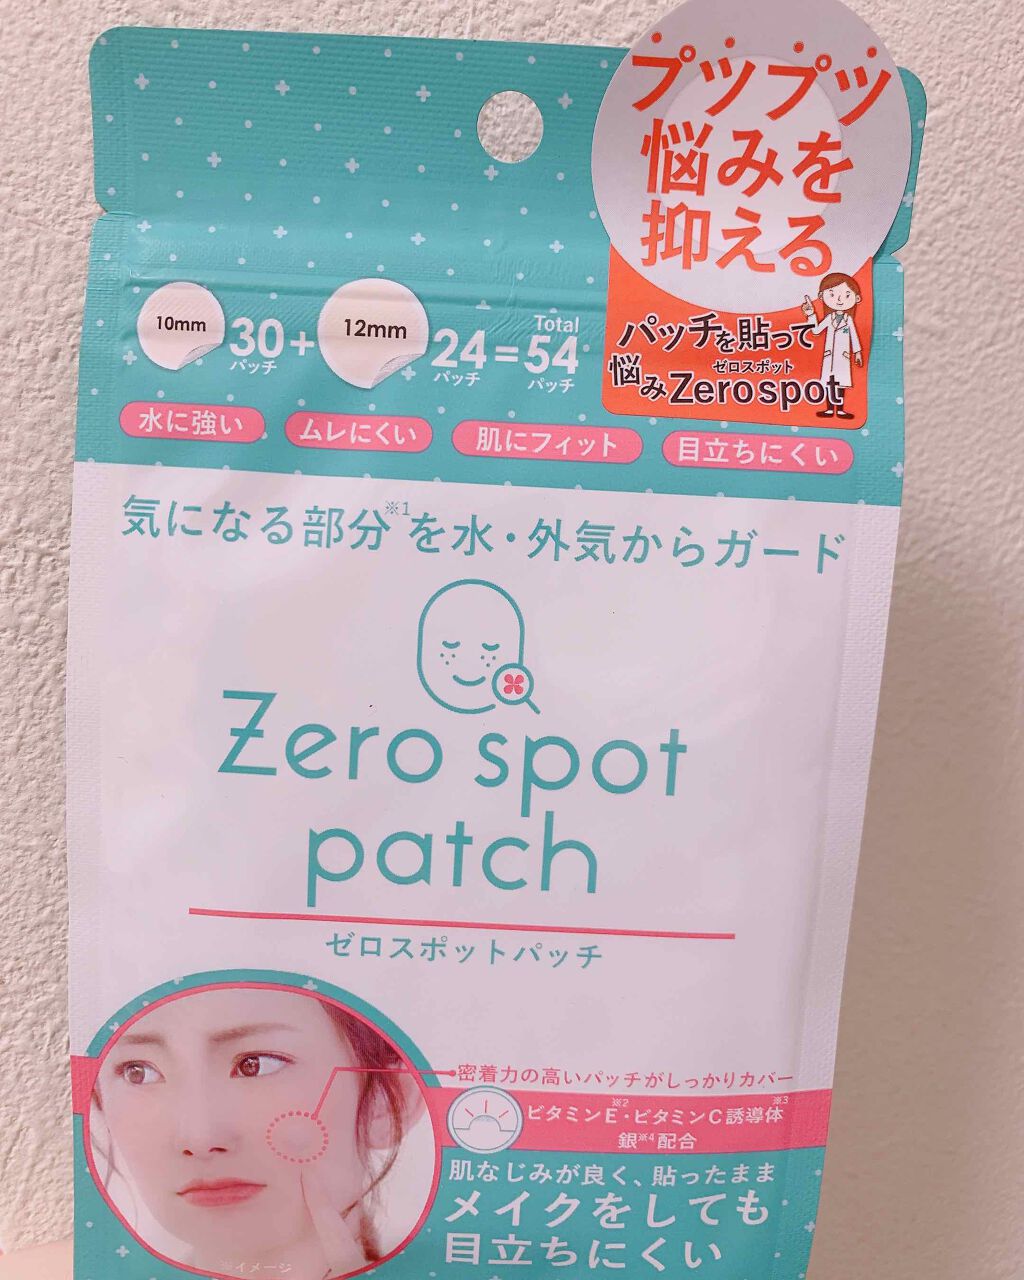 プツプツ
悩みを
抑える
パッチを貼って
ゼロスポット
悩みZerospot
10mm 30パッチ + 12mm 24パッチ = Total 54パッチ
水に強い ムレにくい 肌にフィット 目立ちにくい
気になる部分※1を水・外気からガード
Zero spot
patch
ゼロスポットパッチ
密着力の高いパッチがしっかりカバー
ビタミンE※2・ビタミンC誘導体※3
銀※4配合
肌なじみが良く、貼ったまま
メイクをしても
目立ちにくい
※イメージ